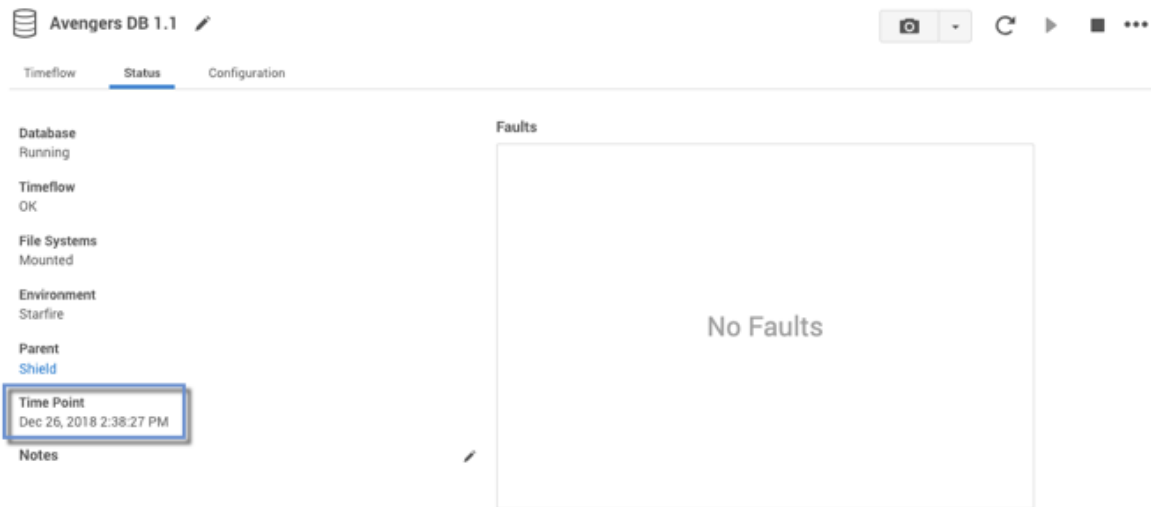 Avengers DB 1.1
Timeflow
Status
Configuration
Database
Running
Timeflow
OK
File Systems
Mounted
Environment
Starfire
Parent
Shield
Time Point
Dec 26, 2018 2:38:27 PM
Notes
Faults
No Faults